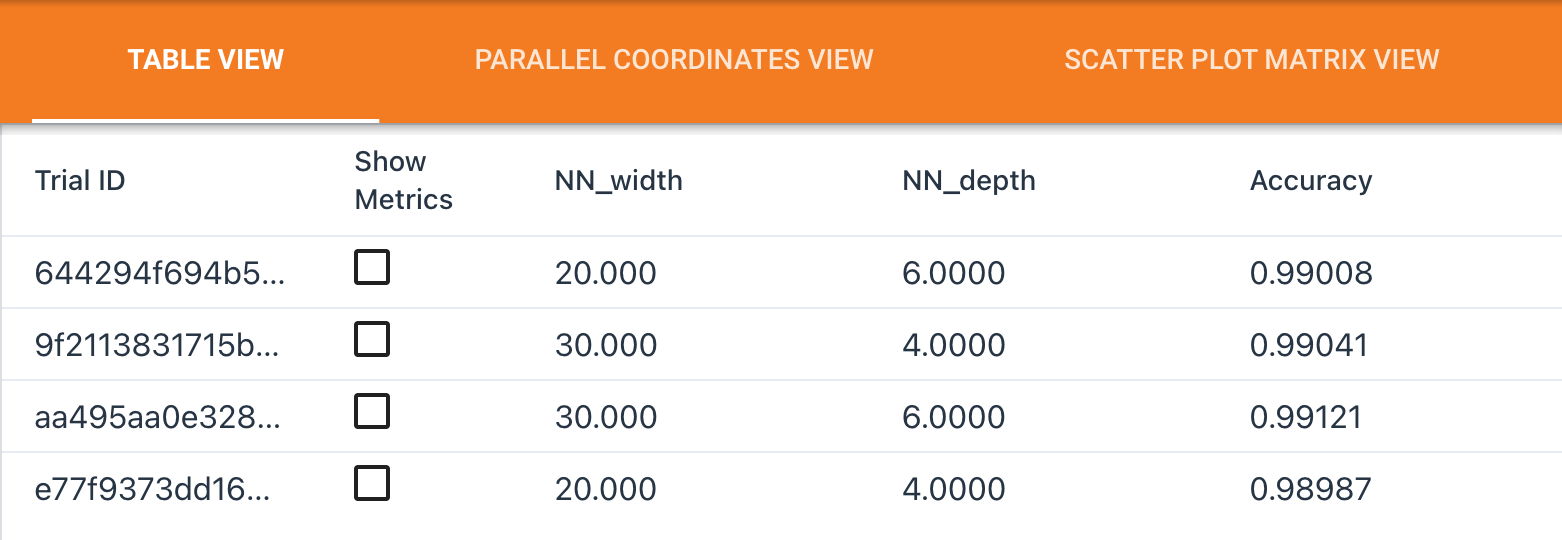 TABLE VIEW PARALLEL COORDINATES VIEW SCATTER PLOT MATRIX VIEW
Trial ID Show Metrics NN_width NN_depth Accuracy
644294f694b5... 20.000 6.0000 0.99008
9f2113831715b... 30.000 4.0000 0.99041
aa495aa0e328... 30.000 6.0000 0.99121
e77f9373dd16... 20.000 4.0000 0.98987